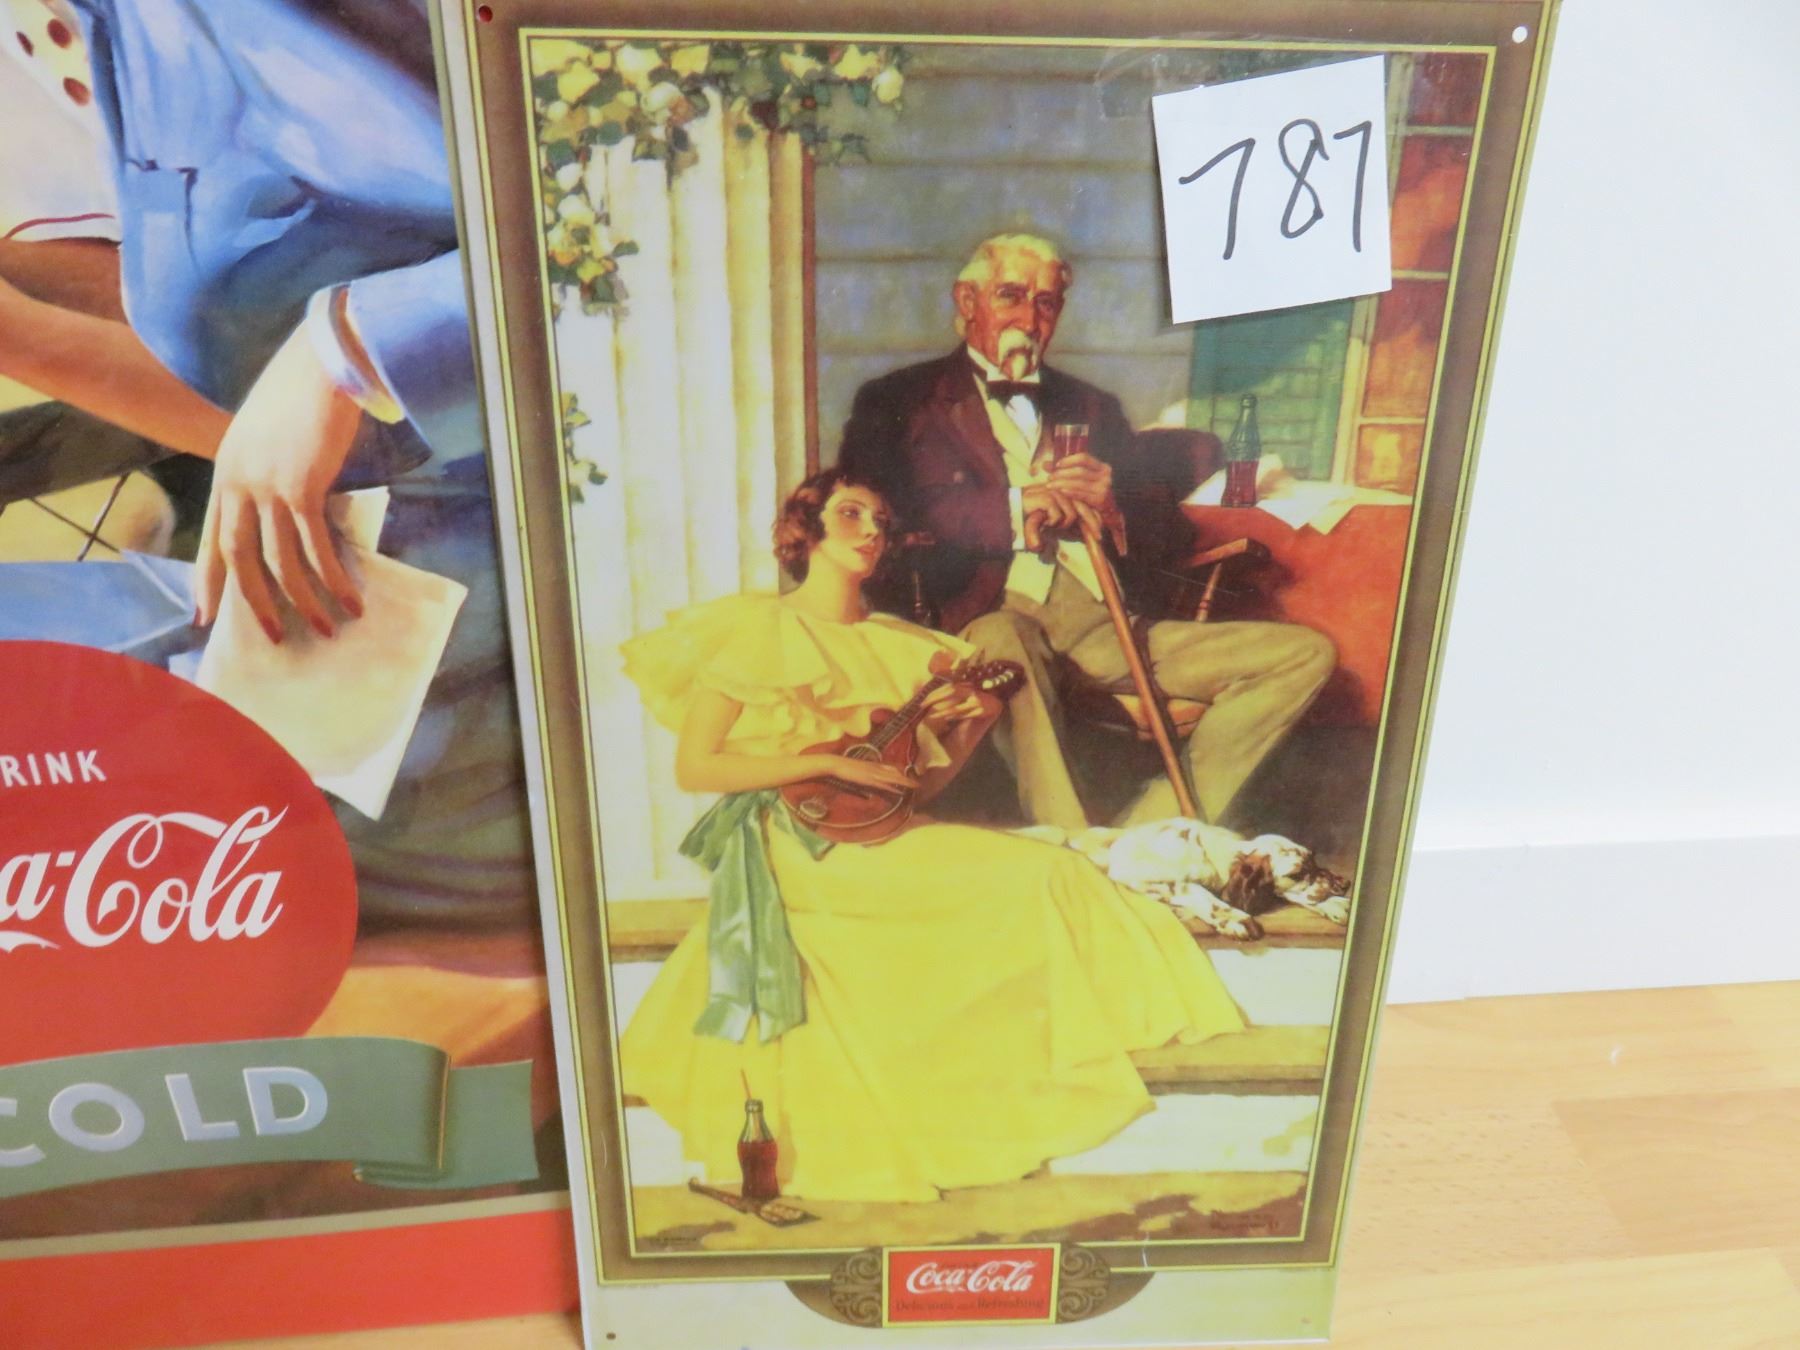 RINK
a-Cola
COLD
787
Coca-Cola
Delicious and Refreshing